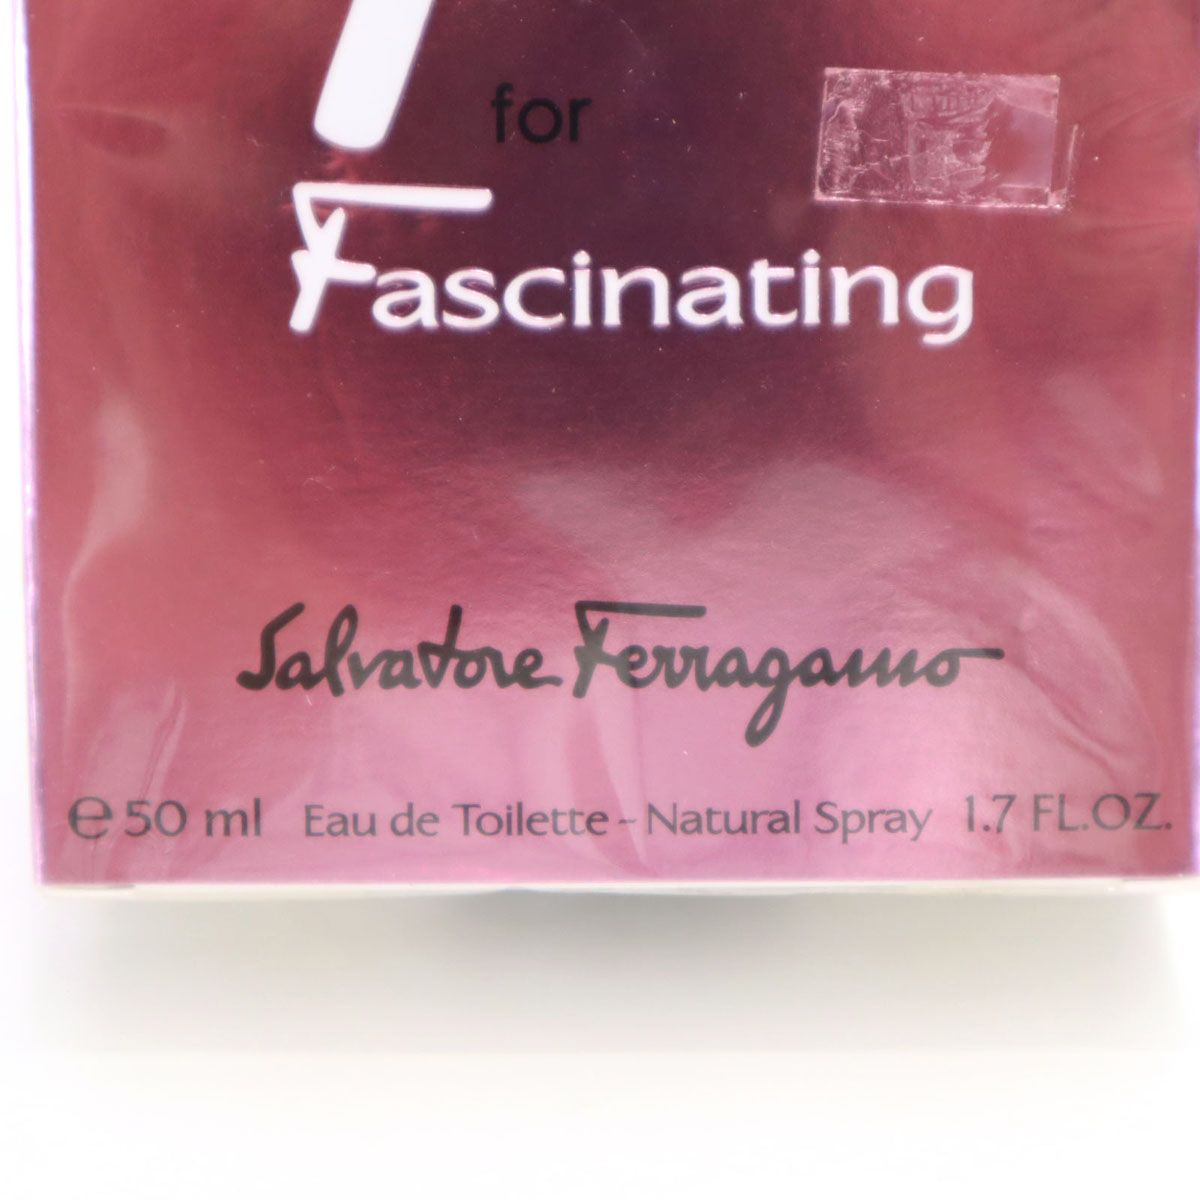 F
for
Fascinating
Salvatore Ferragamo
℮50 ml Eau de Toilette - Natural Spray 1.7 FL.OZ.